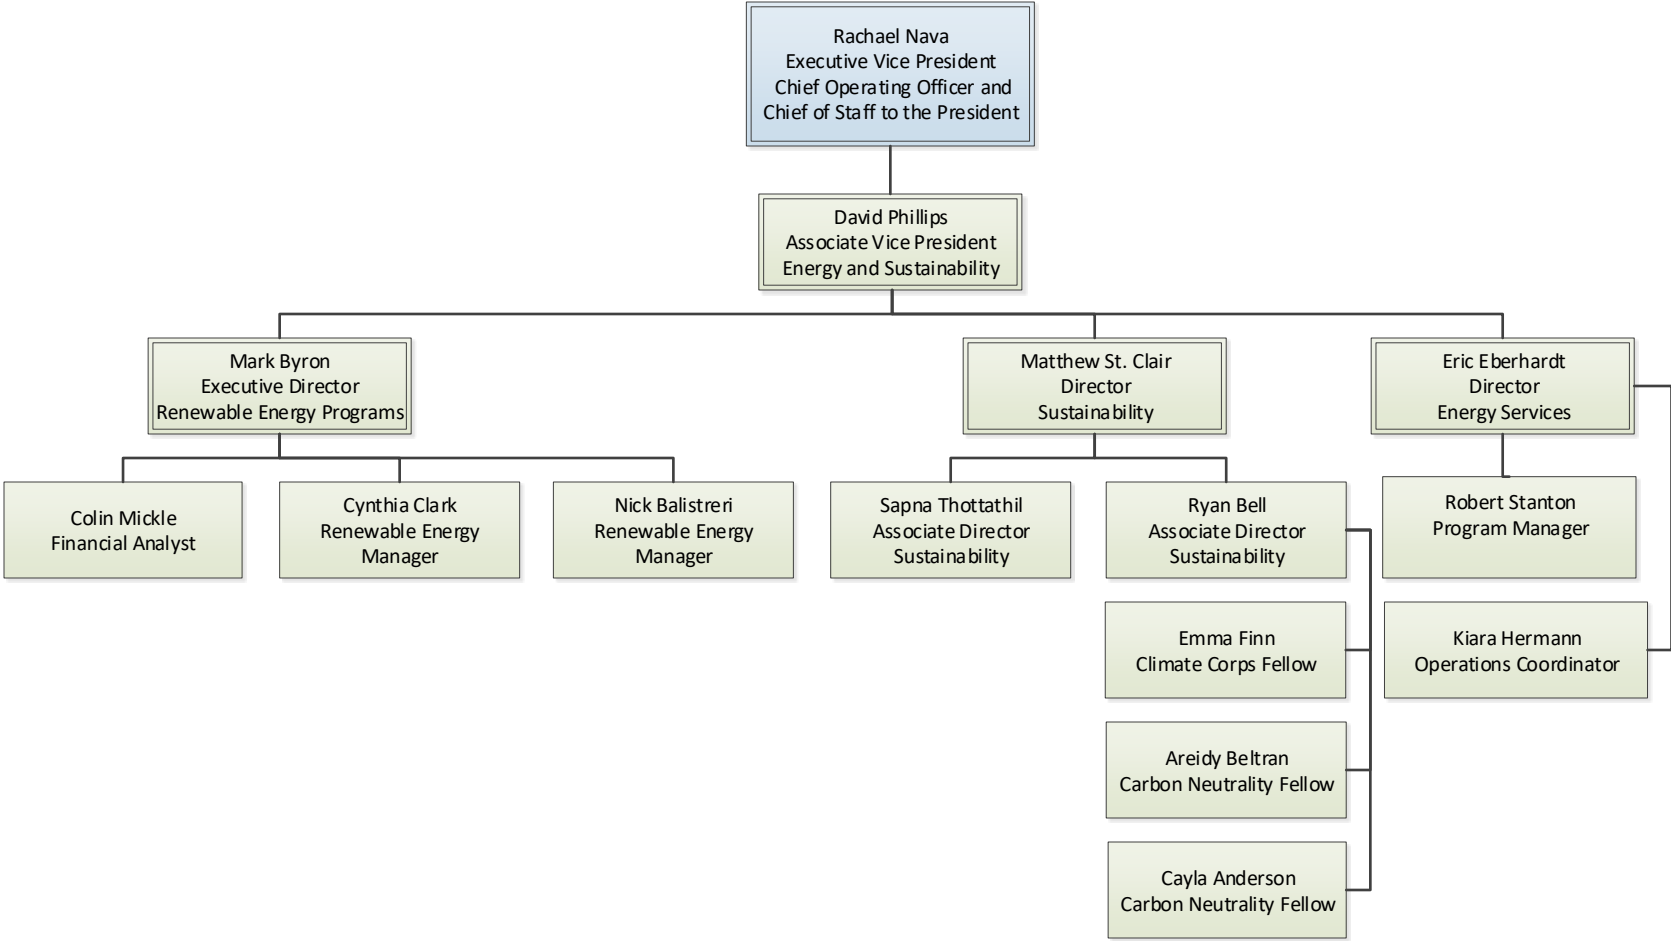 Rachael Nava
Executive Vice President
Chief Operating Officer and
Chief of Staff to the President
David Phillips
Associate Vice President
Energy and Sustainability
Mark Byron
Executive Director
Renewable Energy Programs
Matthew St. Clair
Director
Sustainability
Eric Eberhardt
Director
Energy Services
Colin Mickle
Financial Analyst
Cynthia Clark
Renewable Energy
Manager
Nick Balistreri
Renewable Energy
Manager
Sapna Thottathil
Associate Director
Sustainability
Ryan Bell
Associate Director
Sustainability
Robert Stanton
Program Manager
Emma Finn
Climate Corps Fellow
Kiara Hermann
Operations Coordinator
Areidy Beltran
Carbon Neutrality Fellow
Cayla Anderson
Carbon Neutrality Fellow